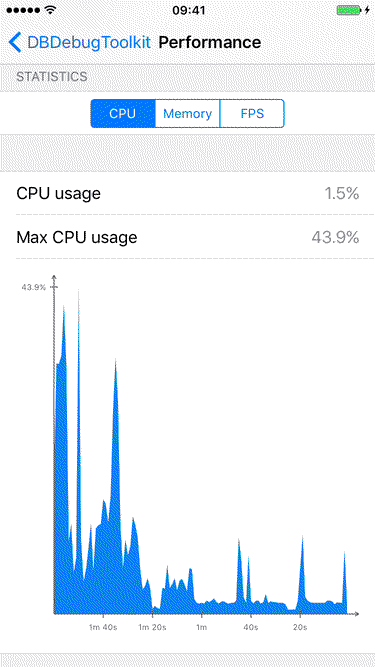 09:41
DBDebugToolkit Performance
STATISTICS
CPU Memory FPS
CPU usage 1.5%
Max CPU usage 43.9%
43.9%
1m 40s 1m 20s 1m 40s 20s